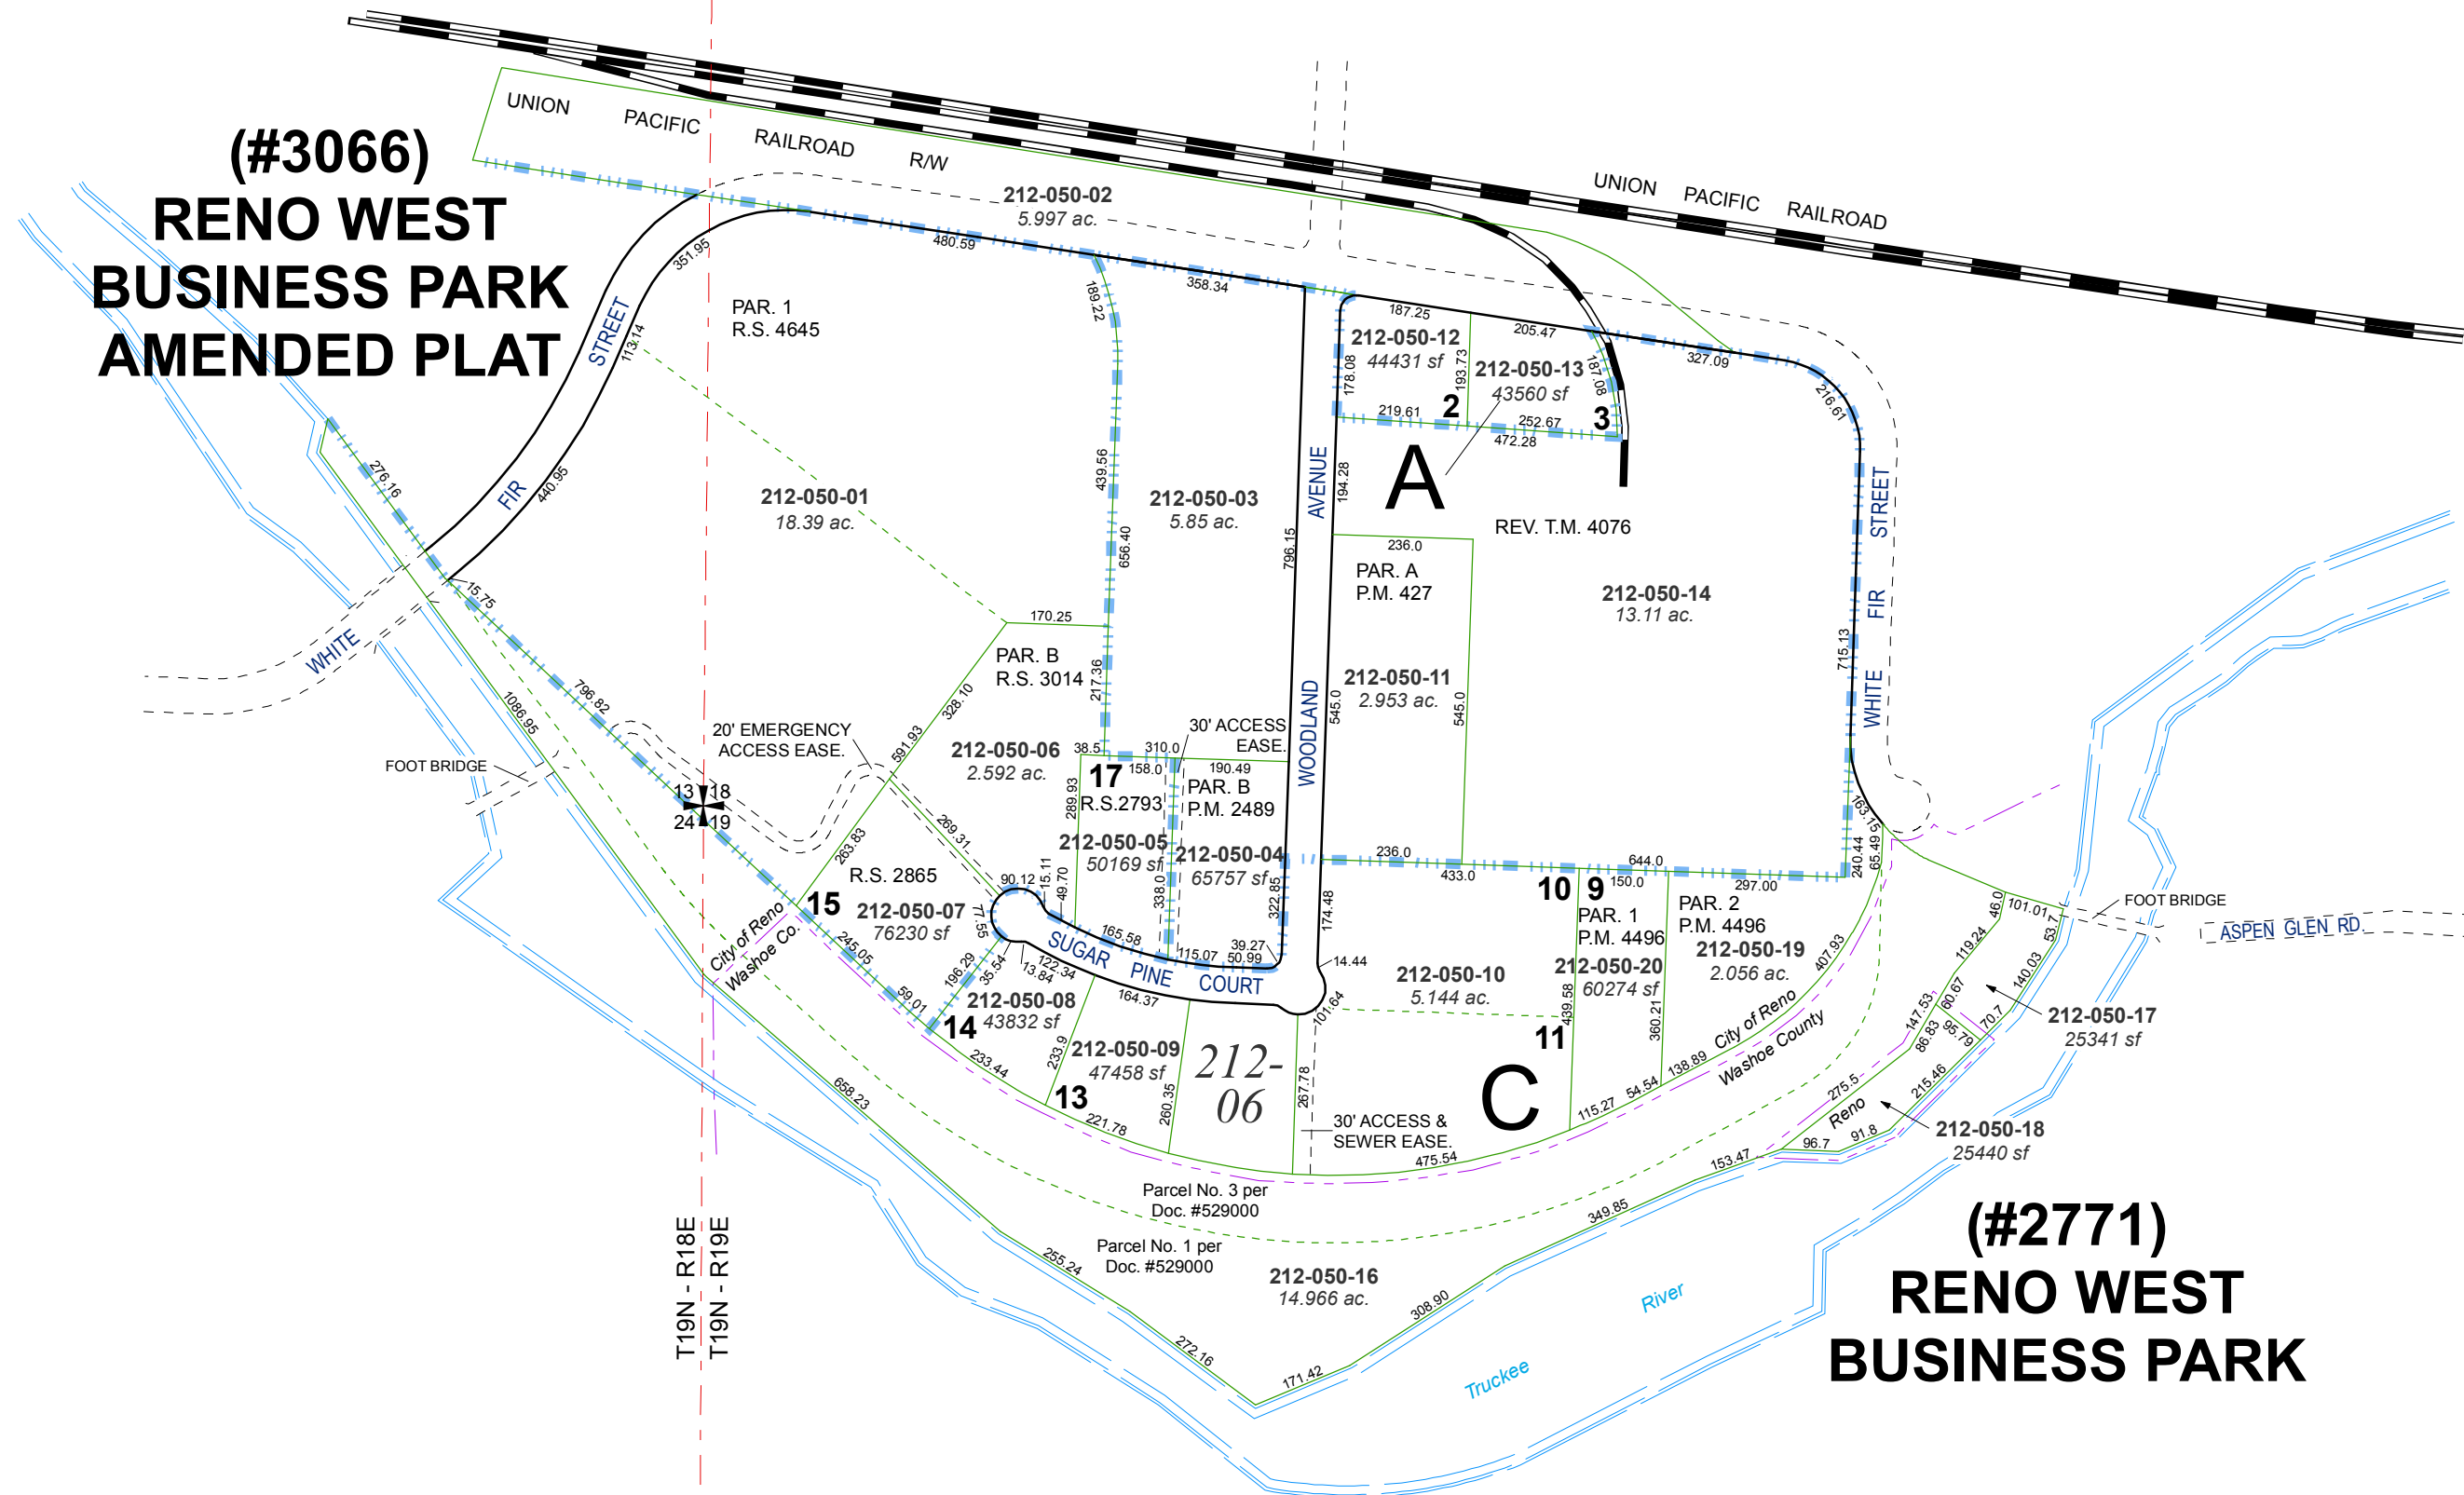 (#3066)
RENO WEST
BUSINESS PARK
AMENDED PLAT
UNION PACIFIC RAILROAD R/W
UNION PACIFIC RAILROAD
212-050-02
5.997 ac.
480.59
358.34
351.95
113.14
STREET
FIR
WHITE
440.95
276.16
15.75
PAR. 1
R.S. 4645
189.22
439.56
656.40
212-050-01
18.39 ac.
212-050-03
5.85 ac.
796.15
AVENUE
WOODLAND
187.25
205.47
212-050-12
44431 sf
178.08
193.73
212-050-13
43560 sf
187.08
2
3
219.61
252.67
472.28
194.28
A
327.09
216.61
REV. T.M. 4076
STREET
FIR
WHITE
715.13
236.0
PAR. A
P.M. 427
212-050-14
13.11 ac.
212-050-11
2.953 ac.
545.0
545.0
170.25
PAR. B
R.S. 3014
217.36
328.10
591.93
263.83
796.82
1086.95
FOOT BRIDGE
20' EMERGENCY
ACCESS EASE.
212-050-06
2.592 ac.
38.5
310.0
158.0
30' ACCESS
EASE.
190.49
17
R.S.2793
PAR. B
P.M. 2489
289.93
212-050-05
50169 sf
212-050-04
65757 sf
338.0
322.85
13
18
24
19
269.31
R.S. 2865
15
212-050-07
76230 sf
90.12
15.11
49.70
77.55
165.58
115.07
39.27
50.99
SUGAR PINE COURT
City of Reno
Washoe Co.
245.05
59.01
196.29
35.54
13.84
122.34
164.37
212-050-08
43832 sf
14
233.44
233.9
212-050-09
47458 sf
13
221.78
260.35
212-
06
174.48
14.44
101.64
267.78
30' ACCESS &
SEWER EASE.
236.0
433.0
644.0
150.0
297.00
10
9
PAR. 1
P.M. 4496
PAR. 2
P.M. 4496
212-050-10
5.144 ac.
212-050-20
60274 sf
212-050-19
2.056 ac.
439.58
360.21
11
C
475.54
115.27
54.54
138.89
407.93
City of Reno
Washoe County
163.15
240.44
65.49
46.0
101.01
53.7
119.24
140.03
60.67
70.7
147.53
86.83
95.79
215.46
275.5
Reno
96.7
91.8
153.47
FOOT BRIDGE
ASPEN GLEN RD.
212-050-17
25341 sf
212-050-18
25440 sf
658.23
Parcel No. 3 per
Doc. #529000
Parcel No. 1 per
Doc. #529000
212-050-16
14.966 ac.
255.24
272.16
171.42
308.90
349.85
T19N - R18E
T19N - R19E
River
Truckee
(#2771)
RENO WEST
BUSINESS PARK